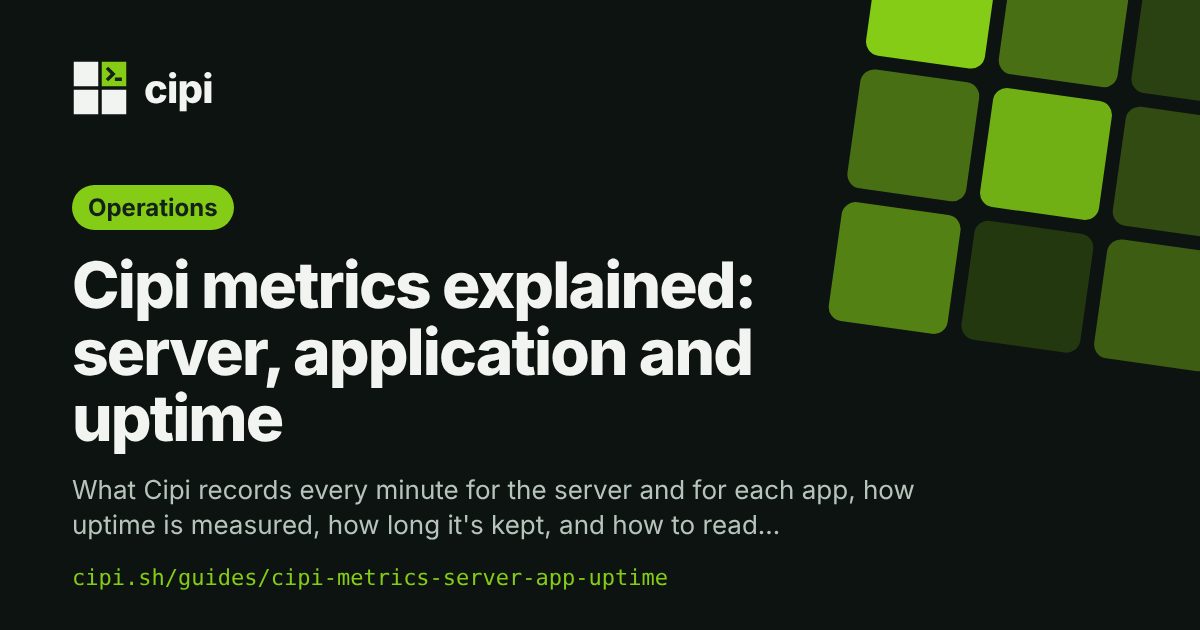 cipi
Operations
Cipi metrics explained:
server, application and
uptime
What Cipi records every minute for the server and for each app, how
uptime is measured, how long it's kept, and how to read...
cipi.sh/guides/cipi-metrics-server-app-uptime